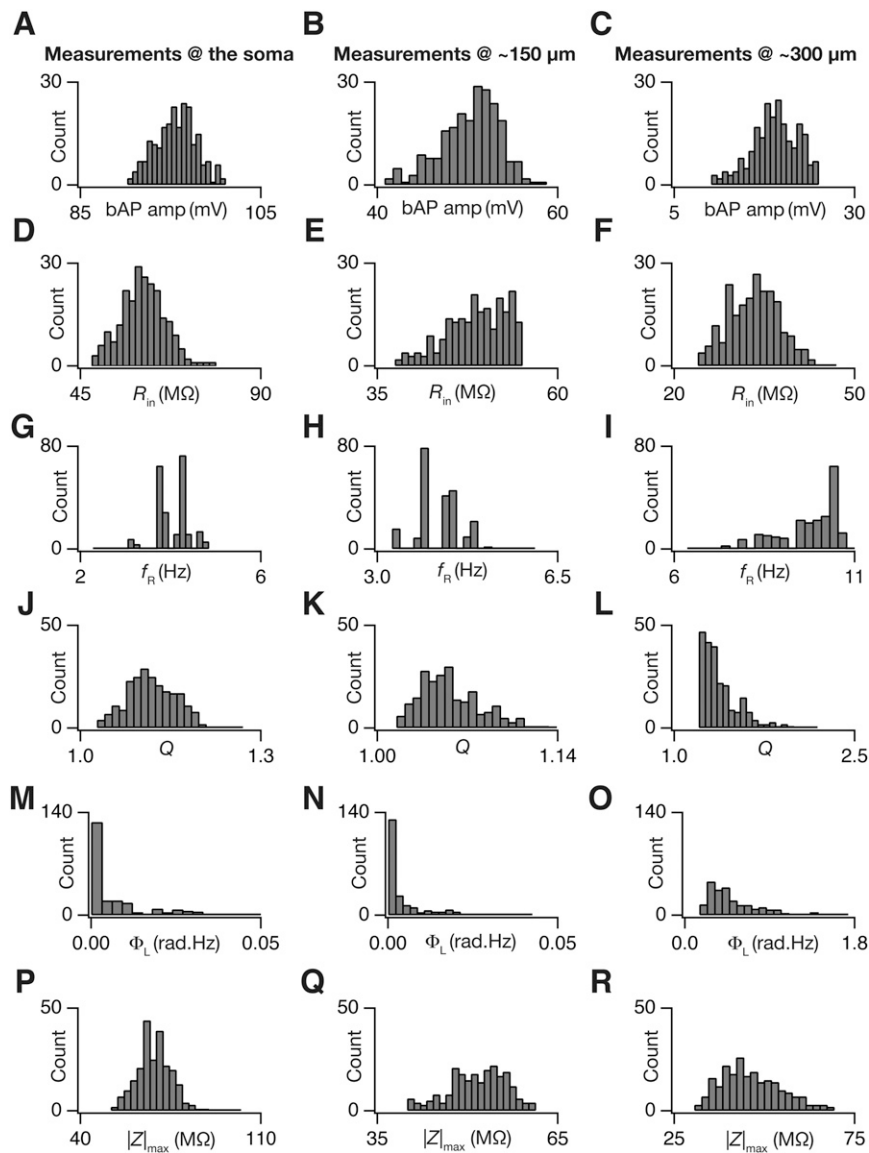 A
Measurements @ the soma
30
Count
0
85
bAP amp (mV)
105
B
Measurements @ ~150 µm
30
Count
0
40
bAP amp (mV)
60
C
Measurements @ ~300 µm
30
Count
0
5
bAP amp (mV)
30
D
30
Count
0
45
Rin (MΩ)
90
E
30
Count
0
35
Rin (MΩ)
60
F
30
Count
0
20
Rin (MΩ)
50
G
80
Count
0
2
fR (Hz)
6
H
80
Count
0
3.0
fR (Hz)
6.5
I
80
Count
0
6
fR (Hz)
11
J
50
Count
0
1.0
Q
1.3
K
50
Count
0
1.00
Q
1.14
L
50
Count
0
1.0
Q
2.5
M
140
Count
0
0.00
ΦL (rad.Hz)
0.05
N
140
Count
0
0.00
ΦL (rad.Hz)
0.05
O
140
Count
0
0.0
ΦL (rad.Hz)
1.8
P
50
Count
0
40
|Z|max (MΩ)
110
Q
50
Count
0
35
|Z|max (MΩ)
65
R
50
Count
0
25
|Z|max (MΩ)
75